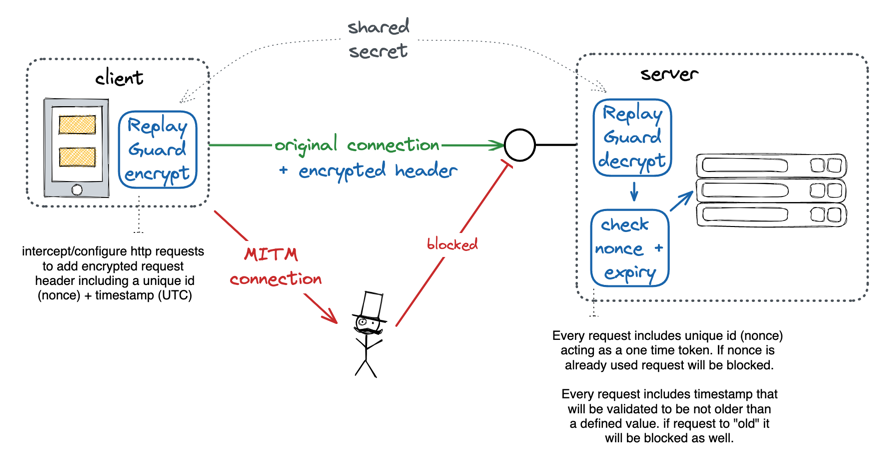 shared
secret
client
server
Replay
Guard
encrypt
original connection
+ encrypted header
Replay
Guard
decrypt
check
nonce +
expiry
MITM
connection
blocked
intercept/configure http requests
to add encrypted request
header including a unique id
(nonce) + timestamp (UTC)
Every request includes unique id (nonce)
acting as a one time token. If nonce is
already used request will be blocked.
Every request includes timestamp that
will be validated to be not older than
a defined value. if request to "old" it
will be blocked as well.